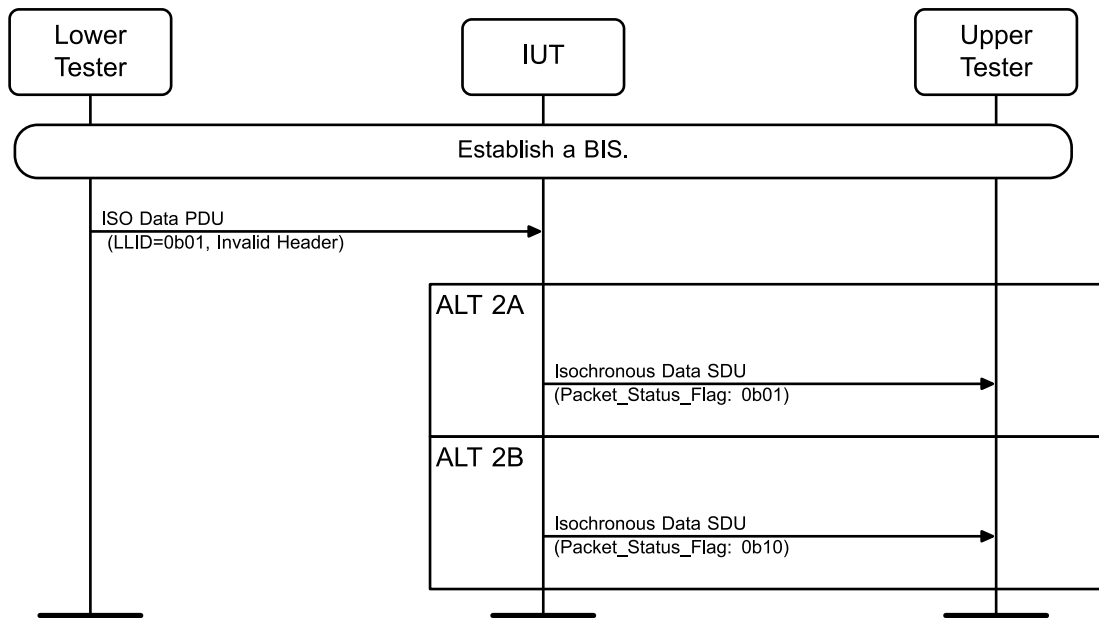 Lower
Tester
IUT
Upper
Tester
Establish a BIS.
ISO Data PDU
(LLID=0b01, Invalid Header)
ALT 2A
Isochronous Data SDU
(Packet_Status_Flag: 0b01)
ALT 2B
Isochronous Data SDU
(Packet_Status_Flag: 0b10)